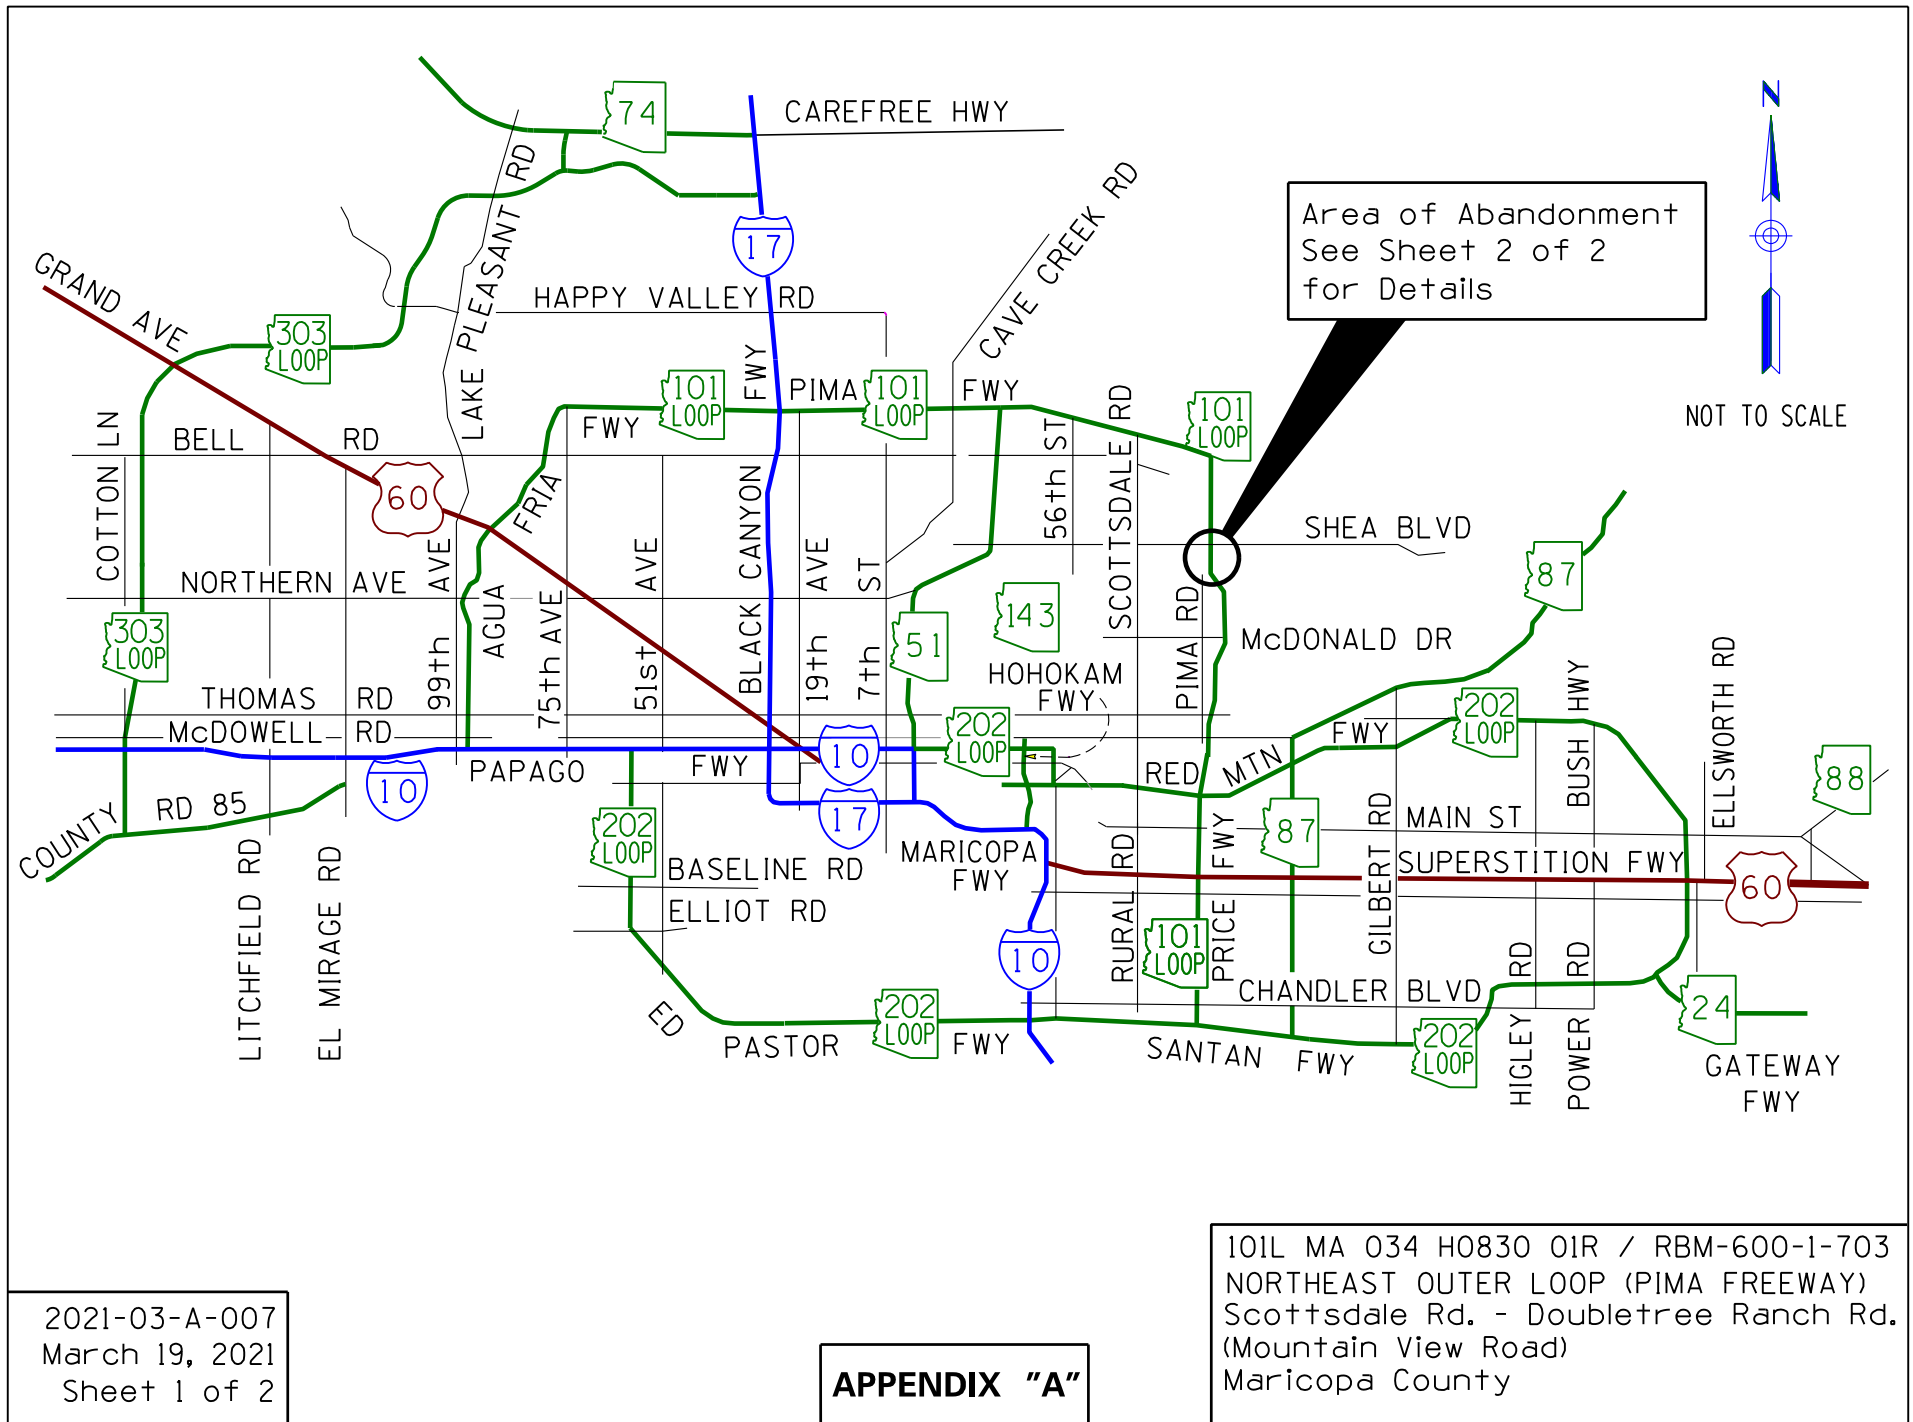 74
CAREFREE HWY
N
RD
LAKE PLEASANT
17
CAVE CREEK RD
Area of Abandonment
See Sheet 2 of 2
for Details
GRAND AVE
HAPPY VALLEY RD
303
LOOP
NOT TO SCALE
FWY
101
LOOP
FWY
PIMA
101
LOOP
FWY
101
LOOP
COTTON LN
BELL RD
60
AGUA FRIA
BLACK CANYON
56th ST
SCOTTSDALE RD
SHEA BLVD
87
NORTHERN AVE
99th AVE
75th AVE
51st AVE
19th AVE
7th ST
51
143
HOHOKAM
FWY
PIMA RD
McDONALD DR
303
LOOP
THOMAS RD
McDOWELL RD
202
LOOP
202
LOOP
BUSH HWY
ELLSWORTH RD
PAPAGO FWY
10
10
17
RED MTN FWY
88
COUNTY RD 85
202
LOOP
87
MAIN ST
MARICOPA
FWY
SUPERSTITION FWY
60
BASELINE RD
ELLIOT RD
LITCHFIELD RD
EL MIRAGE RD
10
RURAL RD
101
LOOP
PRICE FWY
GILBERT RD
CHANDLER BLVD
HIGLEY RD
POWER RD
24
GATEWAY
FWY
ED PASTOR FWY
202
LOOP
SANTAN FWY
202
LOOP
101L MA 034 H0830 01R / RBM-600-1-703
NORTHEAST OUTER LOOP (PIMA FREEWAY)
Scottsdale Rd. - Doubletree Ranch Rd.
(Mountain View Road)
Maricopa County
2021-03-A-007
March 19, 2021
Sheet 1 of 2
APPENDIX "A"